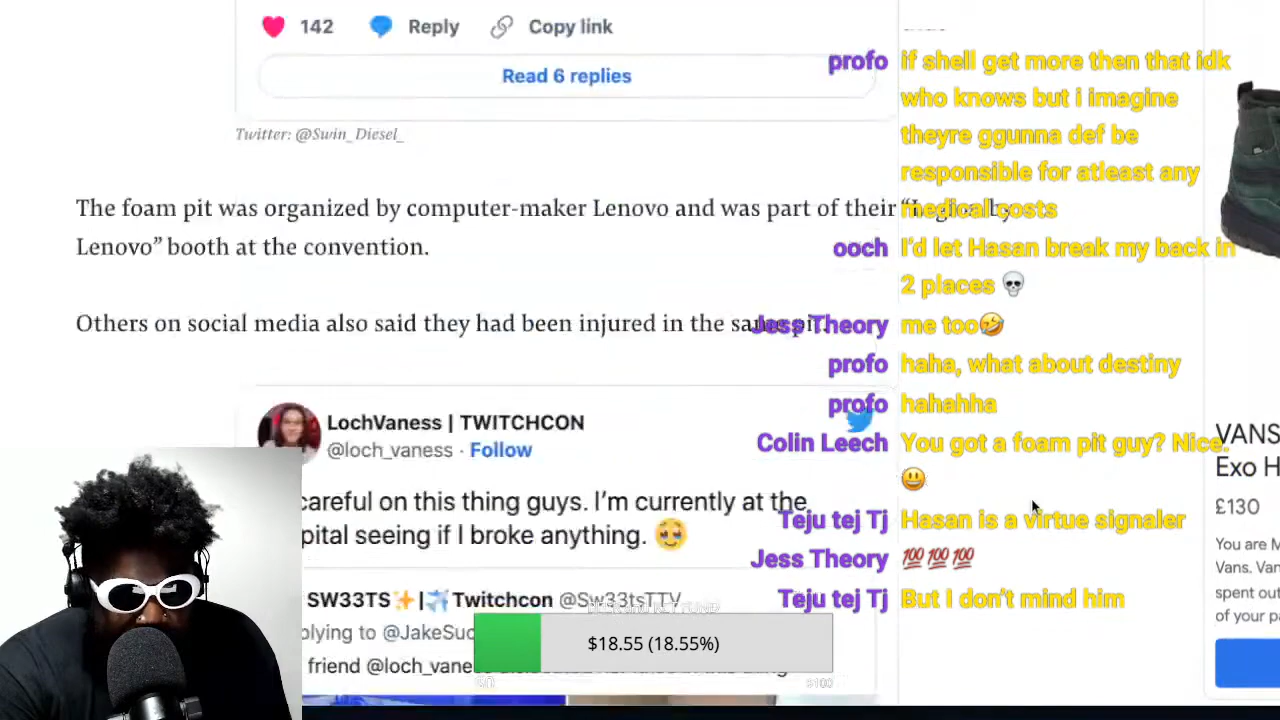 142
Reply
Copy link
Read 6 replies
Twitter: @Swin_Diesel_
The foam pit was organized by computer-maker Lenovo and was part of their
Lenovo” booth at the convention.
Others on social media also said they had been injured in the same pit.
LochVaness | TWITCHCON
@loch_vaness · Follow
careful on this thing guys. I’m currently at the
pital seeing if I broke anything. 🥹
SW33TS✨|✈️ Twitchcon @Sw33tsTTV
plying to @JakeSuc
friend @loch_vane
profo if shell get more then that idk
who knows but i imagine
theyre ggunna def be
responsible for atleast any
medical costs
ooch I’d let Hasan break my back in
2 places 💀
Jess Theory me too🤣
profo haha, what about destiny
profo hahahha
Colin Leech You got a foam pit guy? Nice.
😃
Teju tej Tj Hasan is a virtue signaler
Jess Theory 💯💯💯
Teju tej Tj But I don’t mind him
$18.55 (18.55%)
$100
VANS
Exo H
£130
You are M
Vans. Van
spent out
of your pa